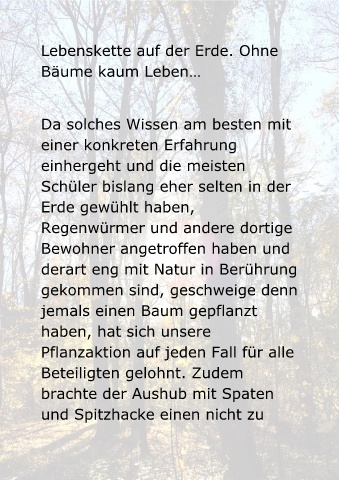 Lebenskette auf der Erde. Ohne
Bäume kaum Leben…
Da solches Wissen am besten mit
einer konkreten Erfahrung
einhergeht und die meisten
Schüler bislang eher selten in der
Erde gewühlt haben,
Regenwürmer und andere dortige
Bewohner angetroffen haben und
derart eng mit Natur in Berührung
gekommen sind, geschweige denn
jemals einen Baum gepflanzt
haben, hat sich unsere
Pflanzaktion auf jeden Fall für alle
Beteiligten gelohnt. Zudem
brachte der Aushub mit Spaten
und Spitzhacke einen nicht zu